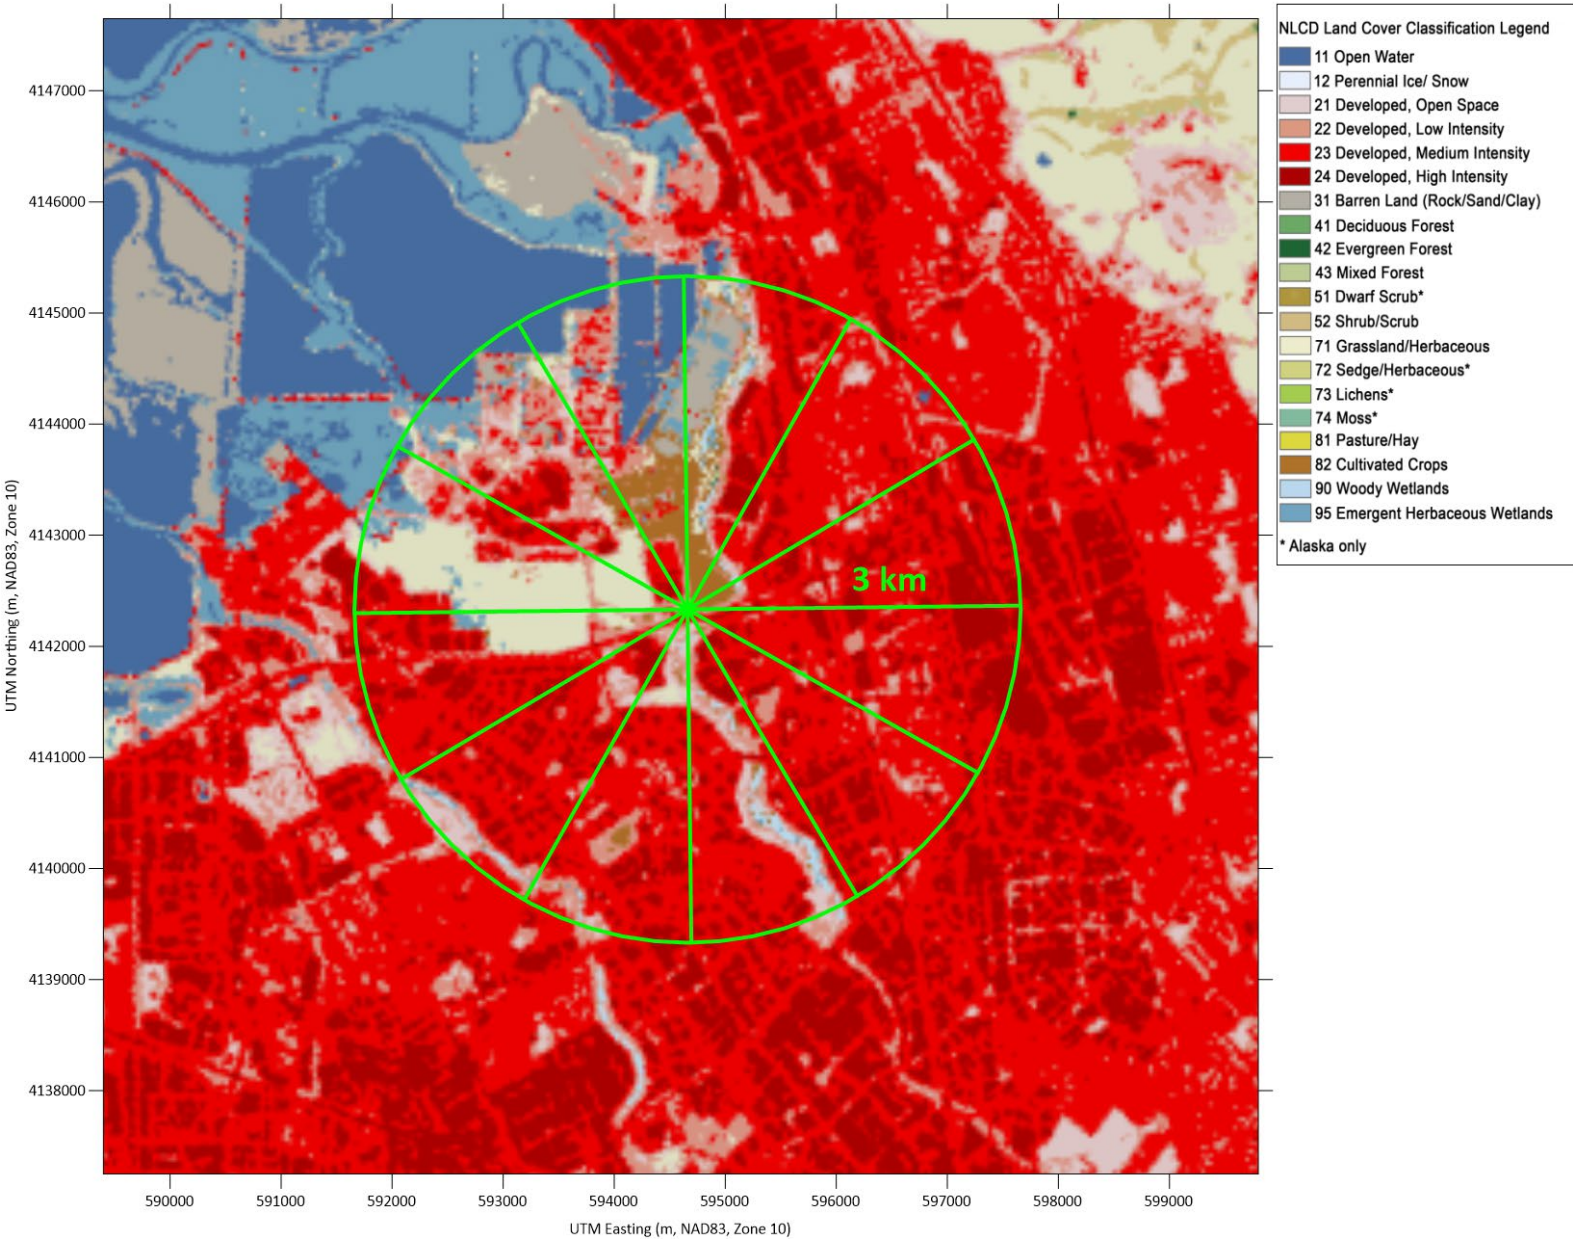 NLCD Land Cover Classification Legend
11 Open Water
12 Perennial Ice/ Snow
21 Developed, Open Space
22 Developed, Low Intensity
23 Developed, Medium Intensity
24 Developed, High Intensity
31 Barren Land (Rock/Sand/Clay)
41 Deciduous Forest
42 Evergreen Forest
43 Mixed Forest
51 Dwarf Scrub*
52 Shrub/Scrub
71 Grassland/Herbaceous
72 Sedge/Herbaceous*
73 Lichens*
74 Moss*
81 Pasture/Hay
82 Cultivated Crops
90 Woody Wetlands
95 Emergent Herbaceous Wetlands
* Alaska only
UTM Northing (m, NAD83, Zone 10)
4147000
4146000
4145000
4144000
4143000
4142000
4141000
4140000
4139000
4138000
3 km
590000 591000 592000 593000 594000 595000 596000 597000 598000 599000
UTM Easting (m, NAD83, Zone 10)